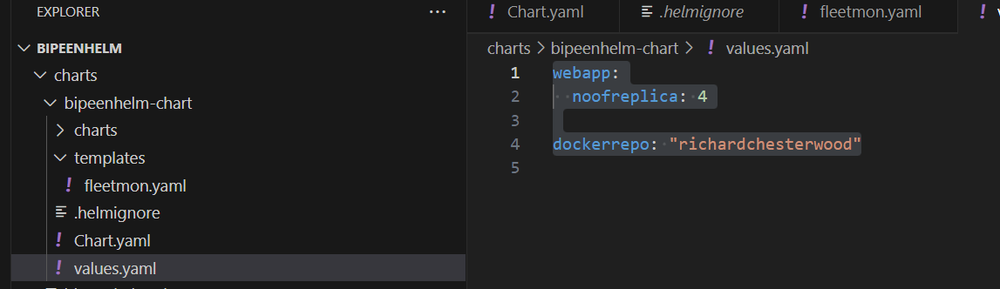 EXPLORER
...
BIPEENHELM
charts
bipeenhelm-chart
charts
templates
! fleetmon.yaml
.helmignore
! Chart.yaml
! values.yaml
! Chart.yaml
.helmignore
! fleetmon.yaml
!
charts > bipeenhelm-chart > ! values.yaml
1 webapp:
2 noofreplica: 4
3
4 dockerrepo: "richardchesterwood"
5